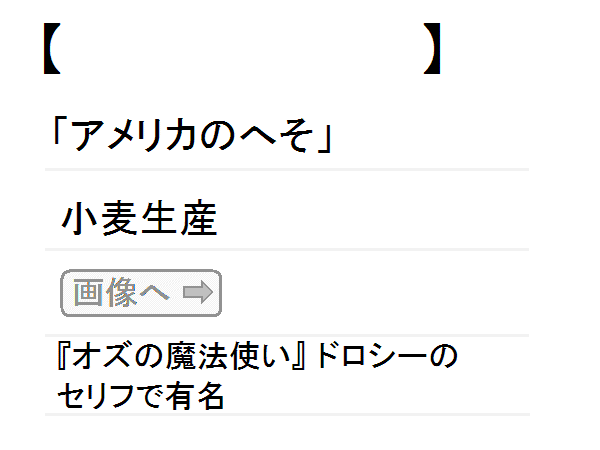 【 】
「アメリカのへそ」
小麦生産
画像へ ⇨
『オズの魔法使い』ドロシーの
セリフで有名